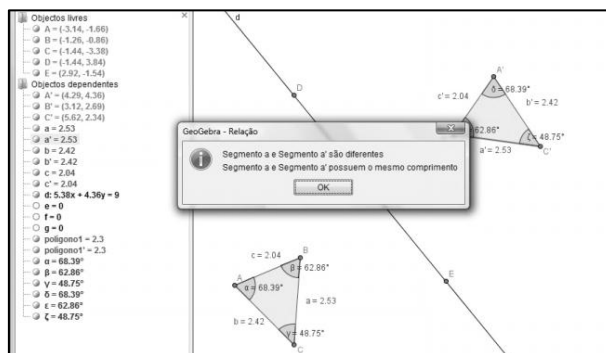 Objectos livres
A = (-3.14, -1.66)
B = (-1.26, -0.86)
C = (-1.44, -3.38)
D = (-1.44, 3.84)
E = (2.92, -1.54)
Objectos dependentes
A' = (4.29, 4.36)
B' = (3.12, 2.69)
C' = (5.62, 2.34)
a = 2.53
a' = 2.53
b = 2.42
b' = 2.42
c = 2.04
c' = 2.04
d: 5.38x + 4.36y = 9
e = 0
f = 0
g = 0
poligono1 = 2.3
poligono1' = 2.3
α = 68.39°
β = 62.86°
γ = 48.75°
δ = 68.39°
ε = 62.86°
ζ = 48.75°
d
D
A'
δ = 68.39°
c' = 2.04
b' = 2.42
62.86°
ζ = 48.75°
a' = 2.53
C'
GeoGebra - Relação
Segmento a e Segmento a' são diferentes
Segmento a e Segmento a' possuem o mesmo comprimento
OK
B
c = 2.04
β = 62.86°
A
α = 68.39°
E
a = 2.53
b = 2.42
γ = 48.75°
C